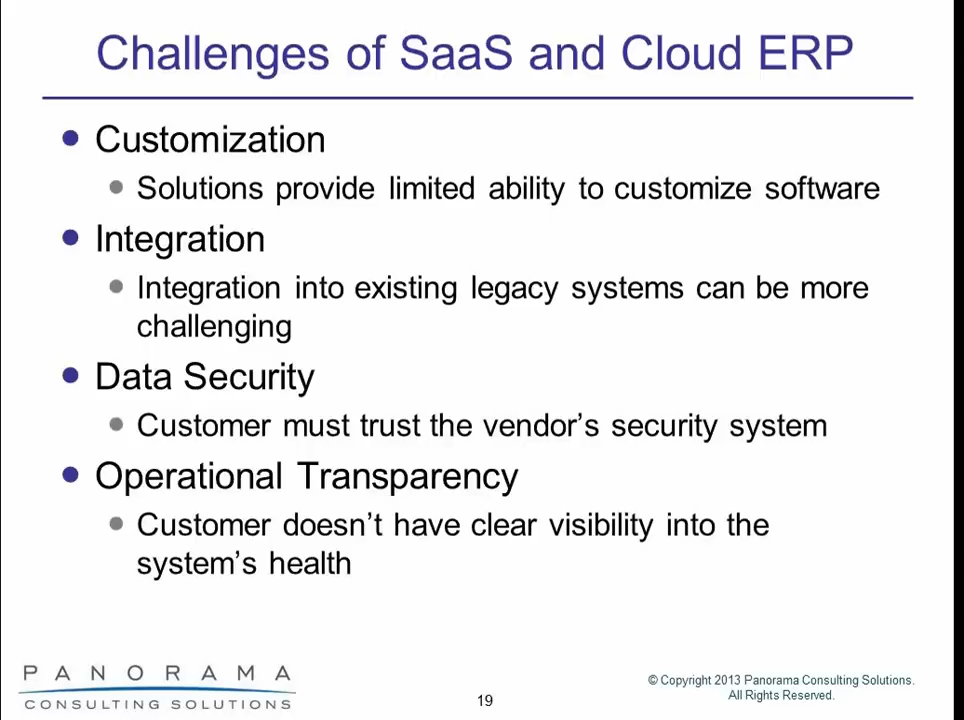 Challenges of SaaS and Cloud ERP
Customization
Solutions provide limited ability to customize software
Integration
Integration into existing legacy systems can be more
challenging
Data Security
Customer must trust the vendor’s security system
Operational Transparency
Customer doesn’t have clear visibility into the
system’s health
PANORAMA
CONSULTING SOLUTIONS
19
© Copyright 2013 Panorama Consulting Solutions.
All Rights Reserved.